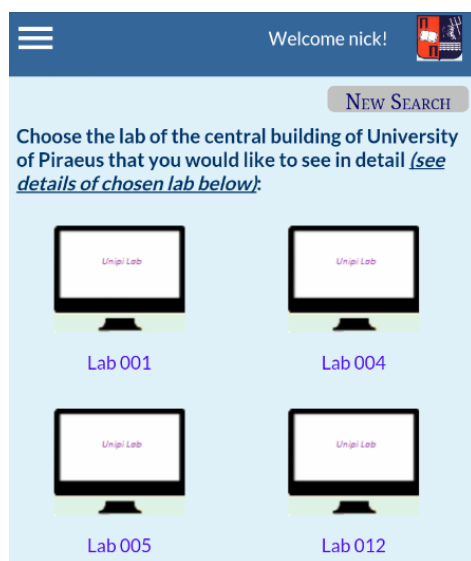 Welcome nick!
NEW SEARCH
Choose the lab of the central building of University
of Piraeus that you would like to see in detail (see
details of chosen lab below):
Unipi Lab
Unipi Lab
Lab 001
Lab 004
Unipi Lab
Unipi Lab
Lab 005
Lab 012